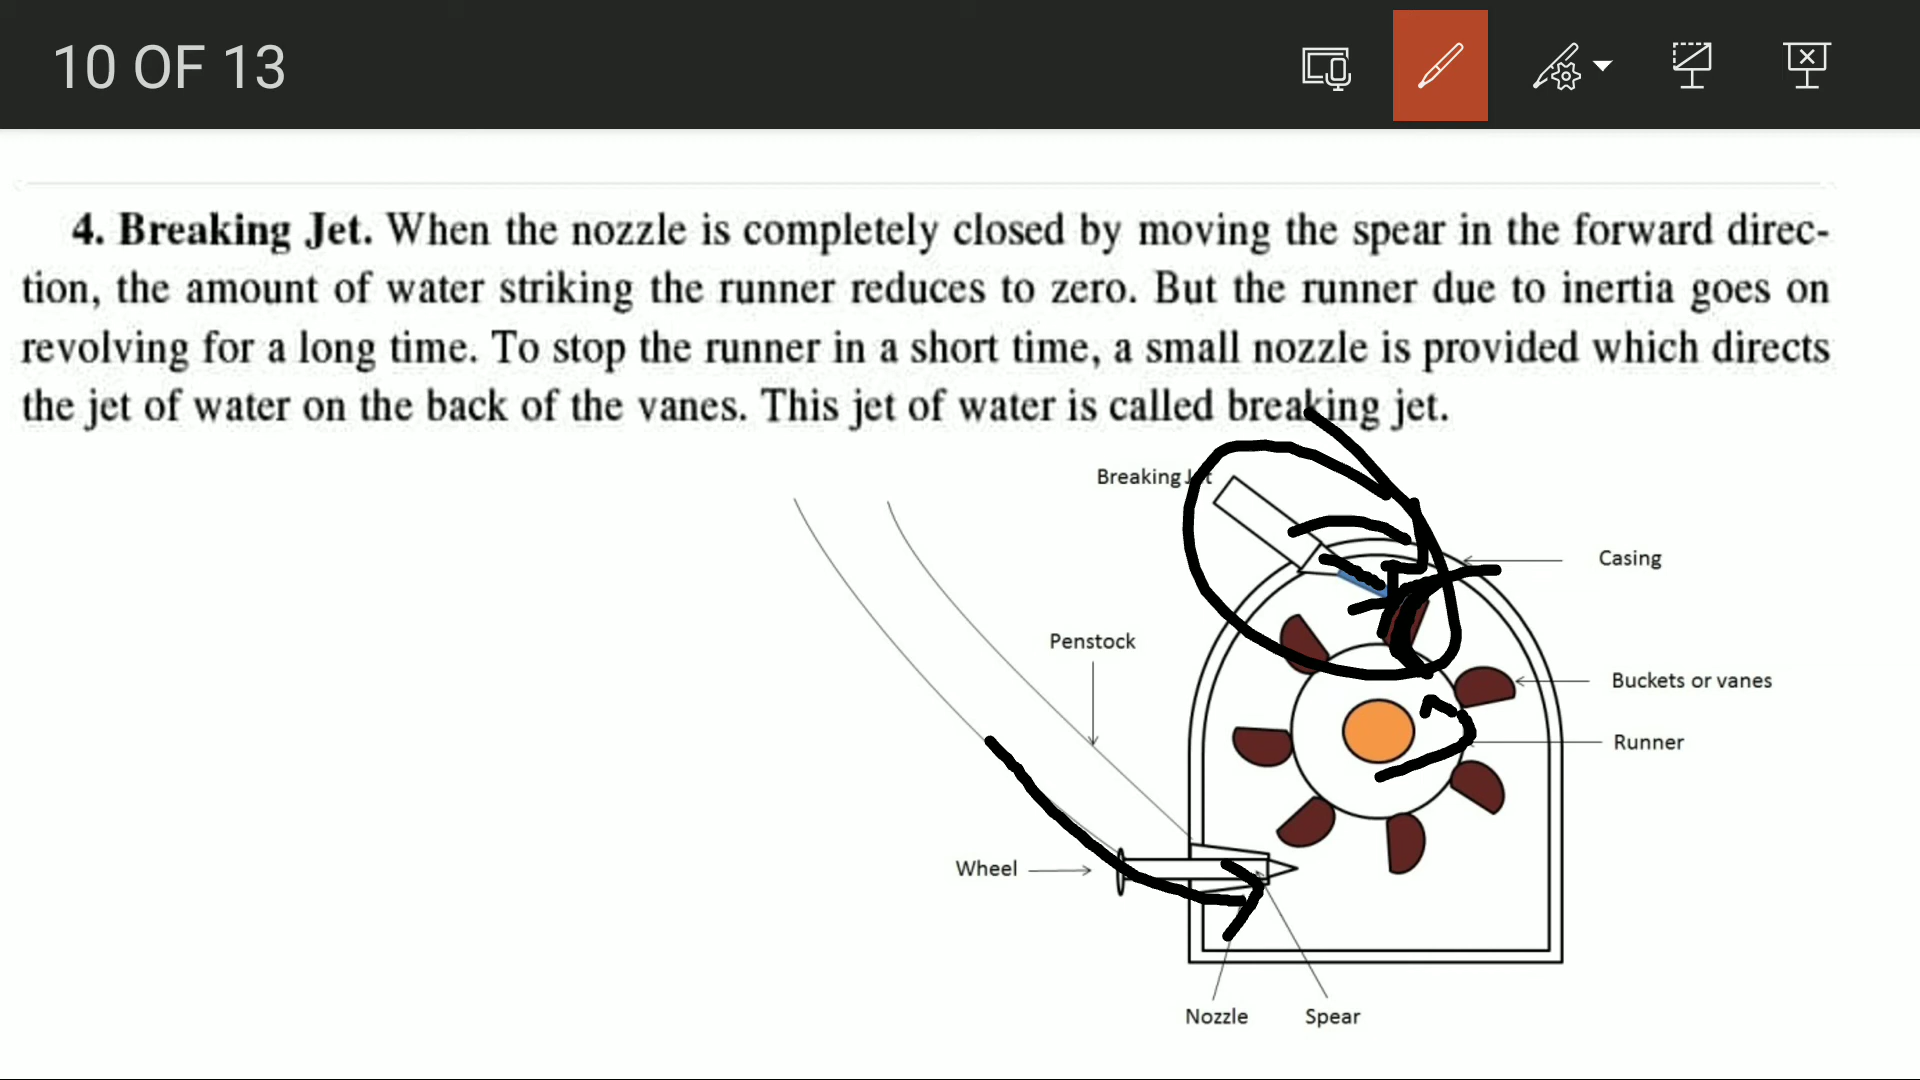 10 OF 13
4. Breaking Jet. When the nozzle is completely closed by moving the spear in the forward direc-
tion, the amount of water striking the runner reduces to zero. But the runner due to inertia goes on
revolving for a long time. To stop the runner in a short time, a small nozzle is provided which directs
the jet of water on the back of the vanes. This jet of water is called breaking jet.
Breaking Jet
Casing
Penstock
Buckets or vanes
Runner
Wheel
Nozzle
Spear